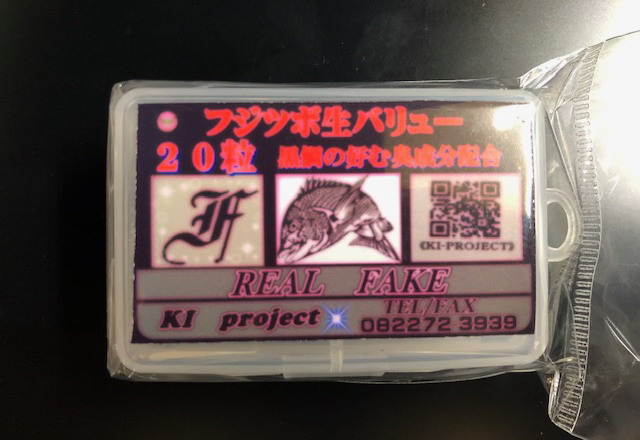 フジツボ生バリュー
20粒 黒鯛の好む臭成分配合
F
《KI-PROJECT》
REAL FAKE
KI project
TEL/FAX
082272-3939